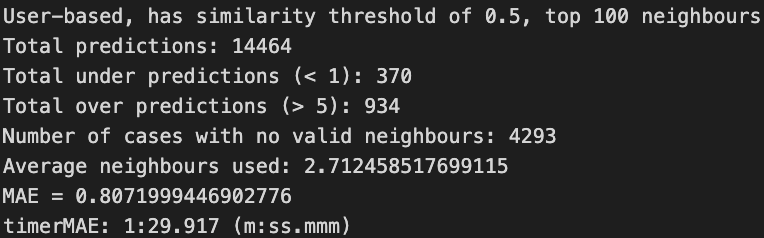 User-based, has similarity threshold of 0.5, top 100 neighbours
Total predictions: 14464
Total under predictions (< 1): 370
Total over predictions (> 5): 934
Number of cases with no valid neighbours: 4293
Average neighbours used: 2.712458517699115
MAE = 0.8071999446902776
timerMAE: 1:29.917 (m:ss.mmm)